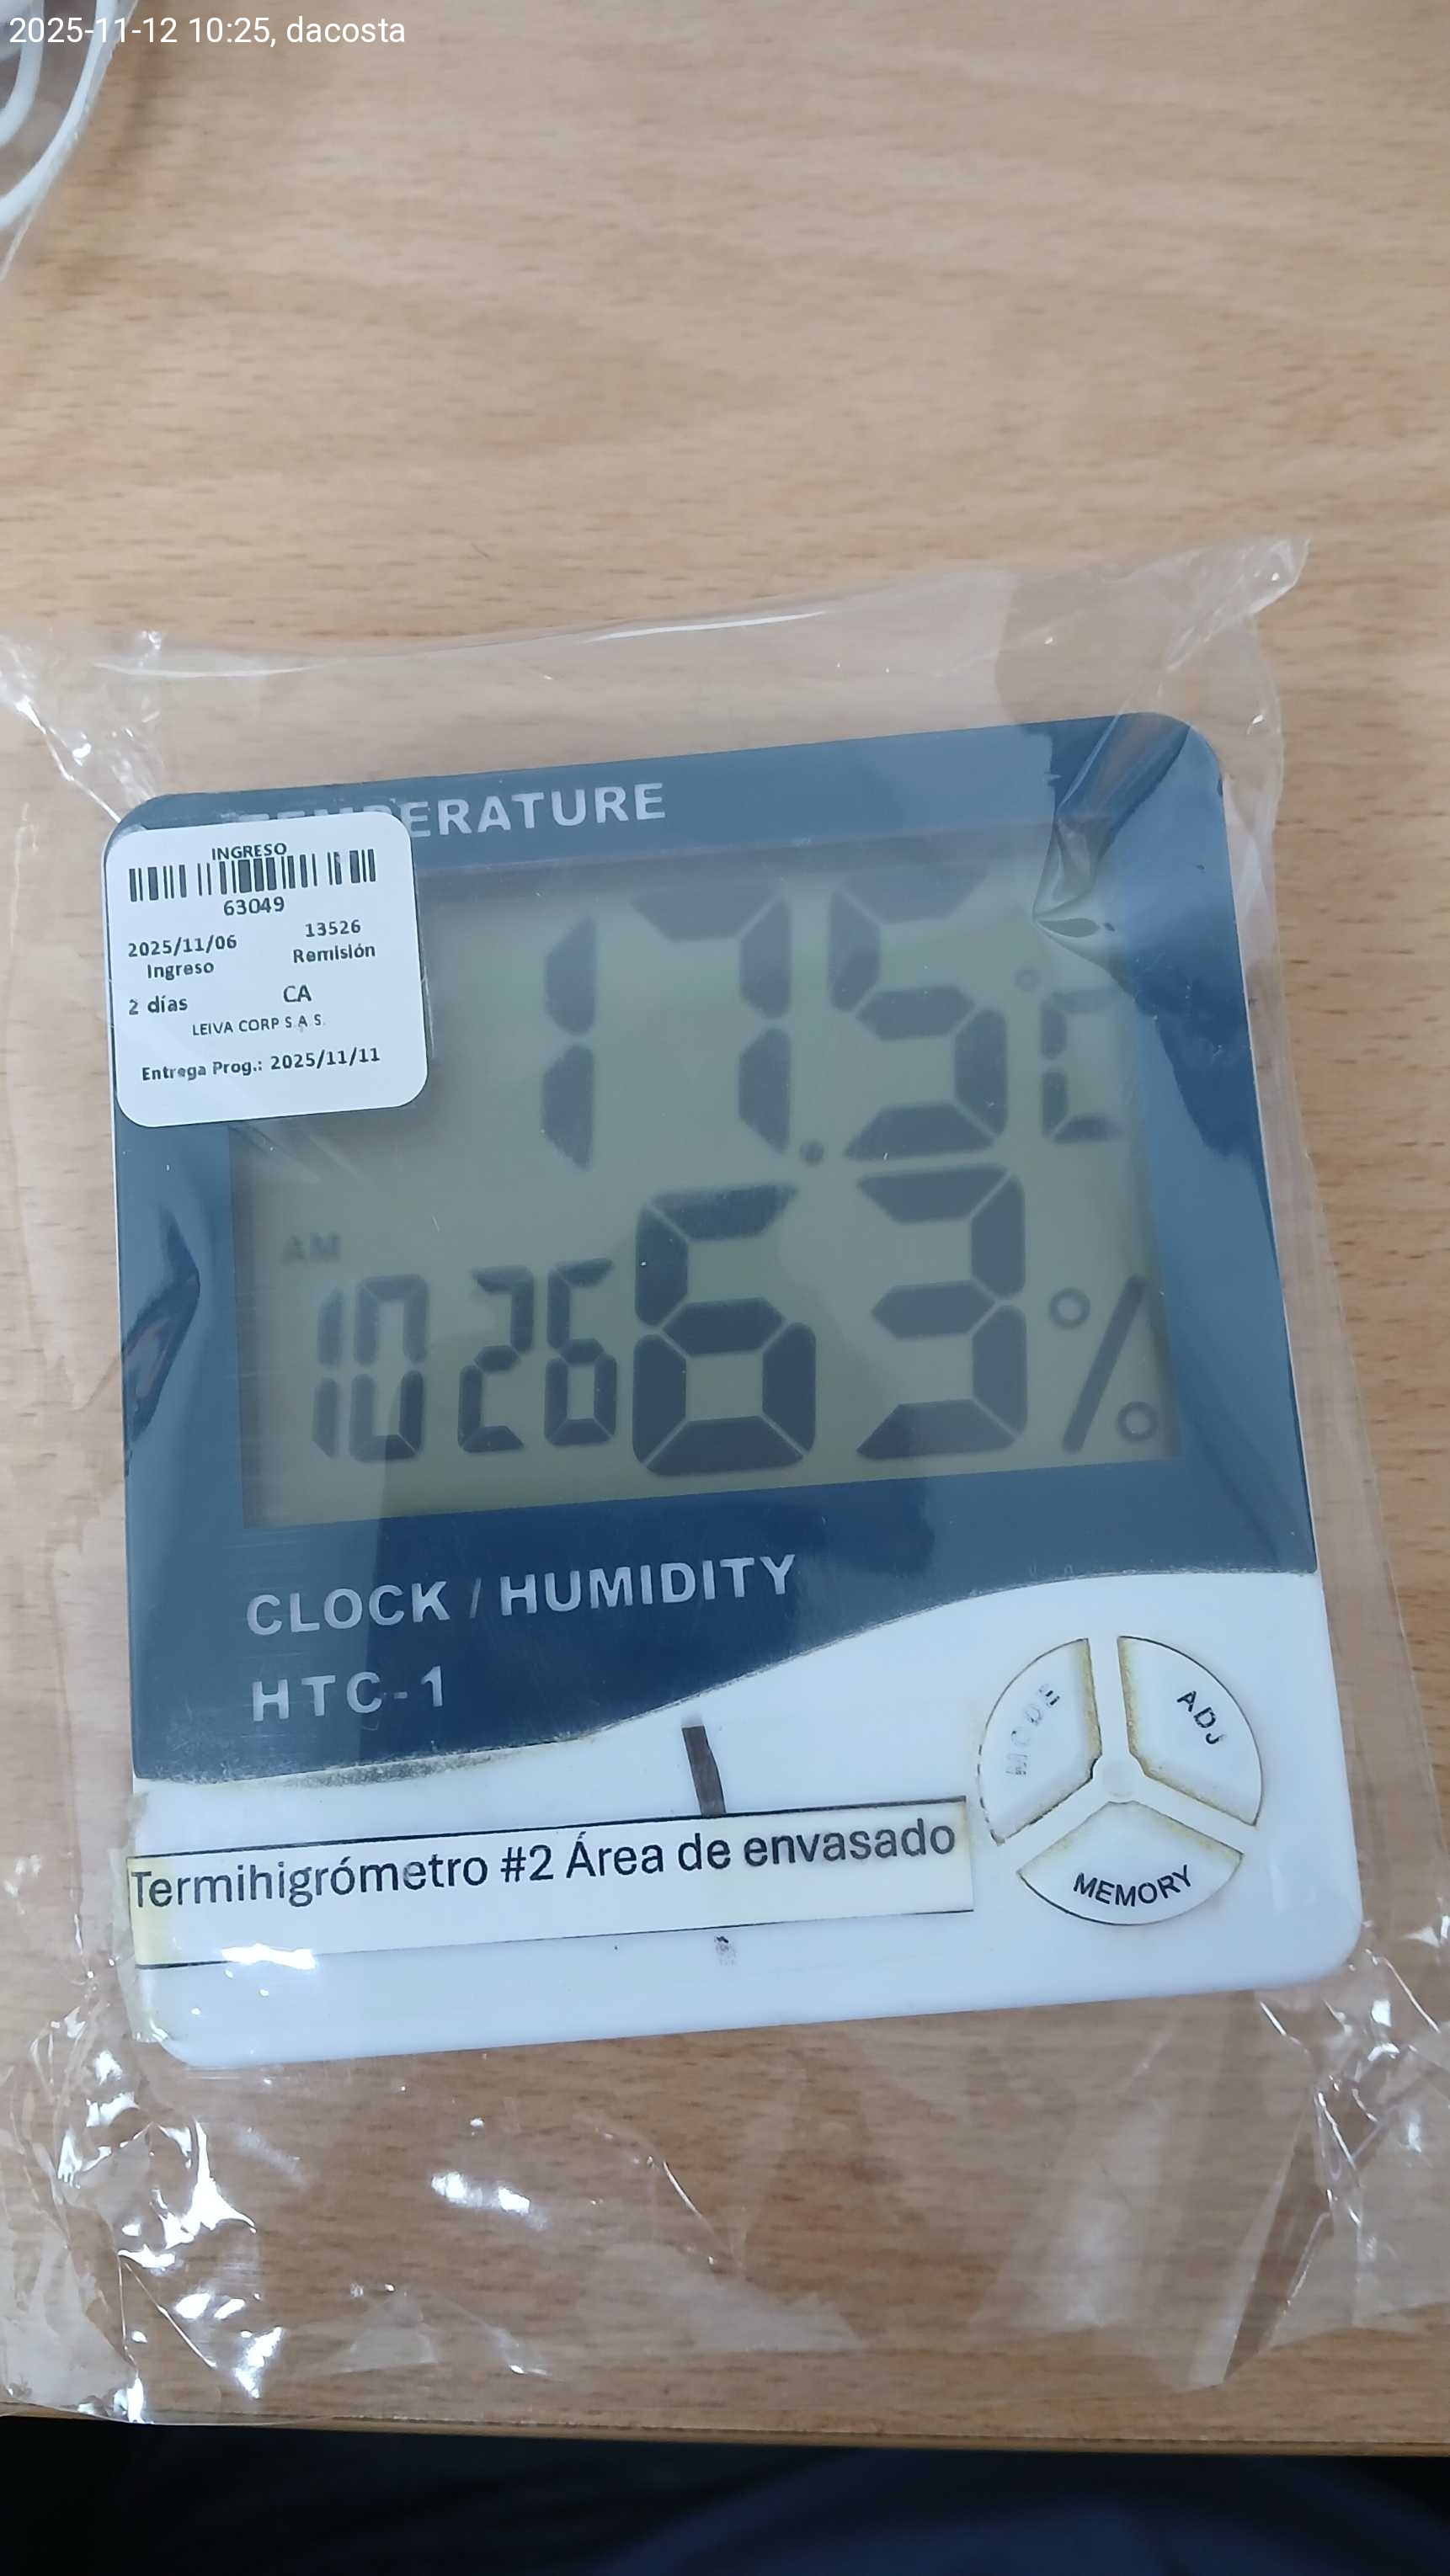 2025-11-12 10:25, dacosta
TEMPERATURE
INGRESO
63049
2025/11/06 13526
Ingreso Remisión
2 días CA
LEIVA CORP S.A.S.
Entrega Prog.: 2025/11/11
17.5 °C
AM
10 26 63 %
CLOCK / HUMIDITY
HTC-1
MODE
ADJ
MEMORY
Termihigrómetro #2 Área de envasado